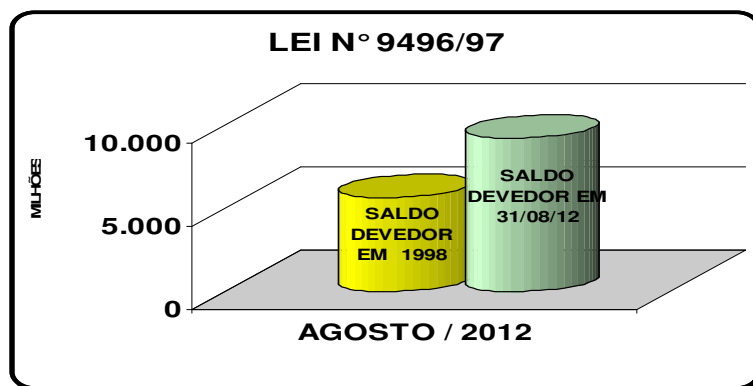 LEI N° 9496/97
10.000
5.000
0
MILHÕES
SALDO
DEVEDOR
EM 1998
SALDO
DEVEDOR EM
31/08/12
AGOSTO / 2012